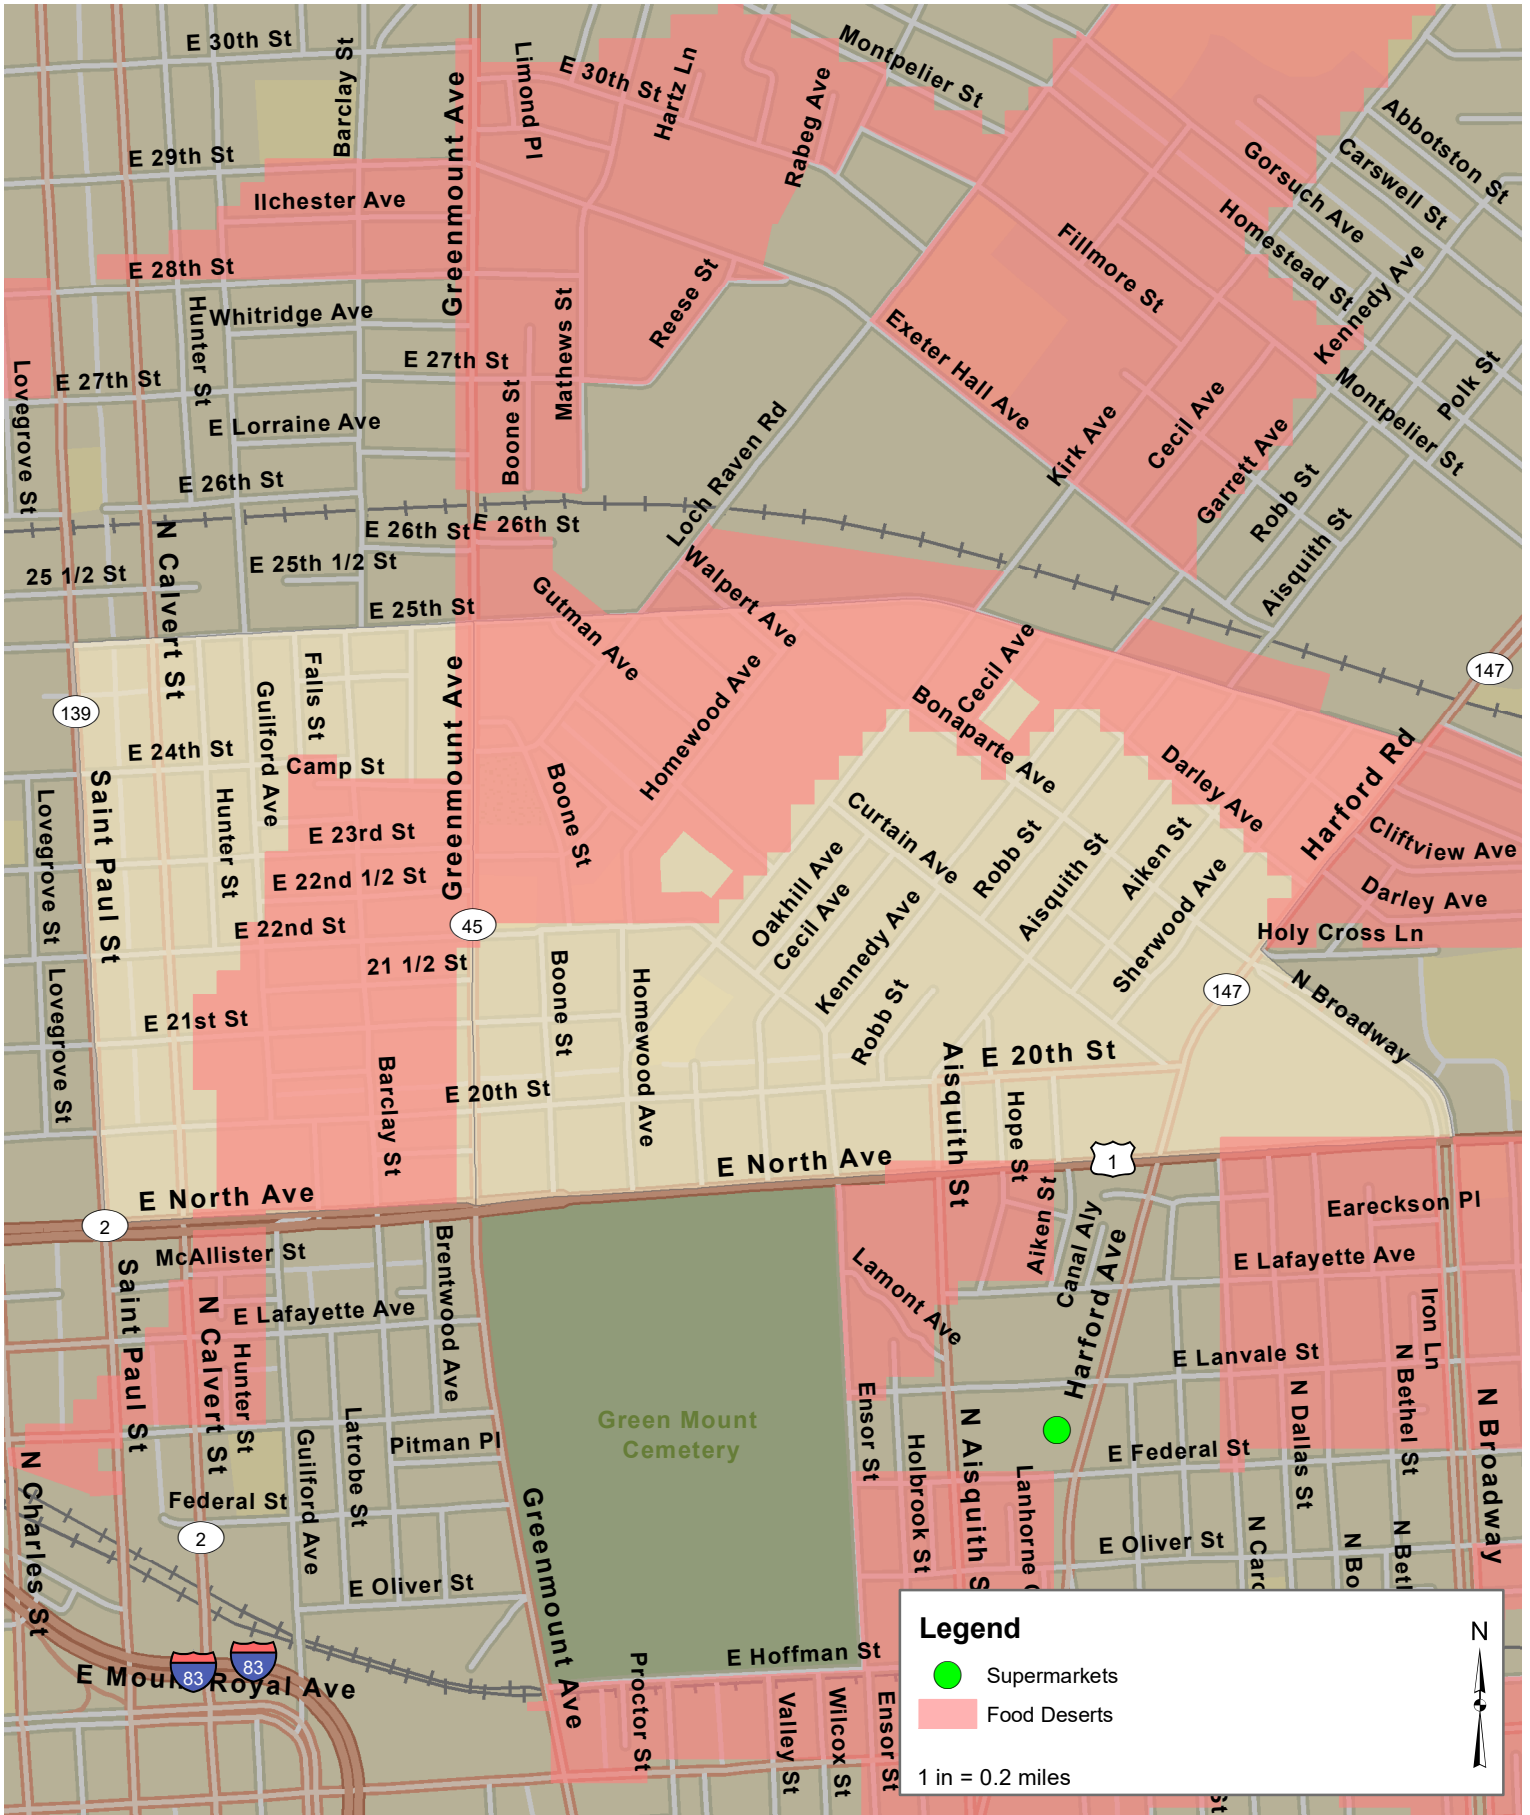 E 30th St
Barclay St
Greenmount Ave
Limond Pl
E 30th St
Hartz Ln
Rabeg Ave
Montpelier St
Abbotston St
Carswell St
Gorsuch Ave
Homestead St
Kennedy Ave
E 29th St
Ilchester Ave
Fillmore St
E 28th St
Hunter St
Whitridge Ave
Mathews St
Reese St
Exeter Hall Ave
Lovegrove St
E 27th St
E 27th St
Boone St
Kirk Ave
Cecil Ave
Garrett Ave
Montpelier St
Polk St
E Lorraine Ave
Loch Raven Rd
Robb St
Aisquith St
E 26th St
E 26th St
E 26th St
N Calvert St
E 25th 1/2 St
25 1/2 St
Walpert Ave
Gutman Ave
E 25th St
Cecil Ave
147
139
Falls St
Guilford Ave
Greenmount Ave
Homewood Ave
Bonaparte Ave
Darley Ave
Harford Rd
E 24th St
Camp St
Boone St
Saint Paul St
Lovegrove St
Hunter St
E 23rd St
Curtain Ave
Robb St
Aisquith St
Aiken St
Cliftview Ave
E 22nd 1/2 St
Oakhill Ave
Cecil Ave
Kennedy Ave
Sherwood Ave
Darley Ave
E 22nd St
45
Holy Cross Ln
21 1/2 St
Boone St
Homewood Ave
147
N Broadway
Lovegrove St
E 21st St
Robb St
E 20th St
Barclay St
E 20th St
Aisquith St
Hope St
E North Ave
1
E North Ave
2
Aiken St
Canal Aly
Harford Ave
Eareckson Pl
McAllister St
Brentwood Ave
Saint Paul St
Lamont Ave
E Lafayette Ave
N Calvert St
E Lafayette Ave
Hunter St
Iron Ln
E Lanvale St
N Bethel St
N Dallas St
N Broadway
Latrobe St
Guilford Ave
Pitman Pl
Green Mount
Cemetery
Ensor St
Holbrook St
N Aisquith S
Lanhorne
E Federal St
N Charles St
Federal St
Greenmount Ave
2
E Oliver St
N Caro
N Bo
N Bet
E Oliver St
E Hoffman St
83
83
E Mount Royal Ave
Proctor St
Valley St
Wilcox St
Ensor St
Legend
N
Supermarkets
Food Deserts
1 in = 0.2 miles
St